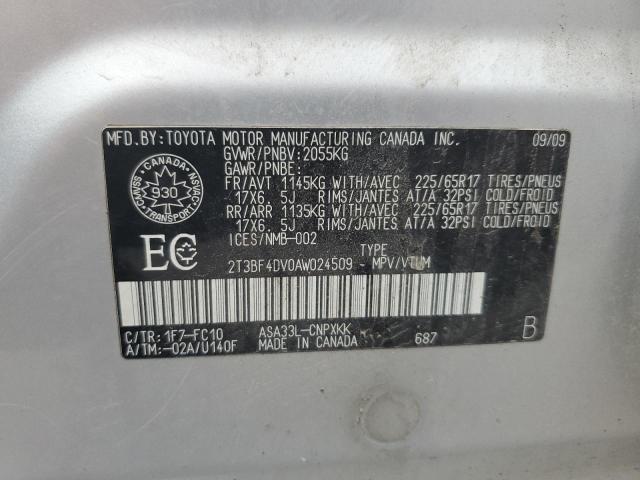 MFD.BY:TOYOTA MOTOR MANUFACTURING CANADA INC. 09/09
GVWR/PNBV:2055KG
GAWR/PNBE:
FR/AVT 1145KG WITH/AVEC 225/65R17 TIRES/PNEUS
17X6.5J RIMS/JANTES AT/A 32PSI COLD/FROID
RR/ARR 1135KG WITH/AVEC 225/65R17 TIRES/PNEUS
17X6.5J RIMS/JANTES AT/A 32PSI COLD/FROID
CANADA
930
TRANSPORT
ICES/NMB-002
EC
TYPE
2T3BF4DV0AW024509 - MPV/VTUM
C/TR: 1F7-FC10 ASA33L-CNPXKK
A/TM:-02A/U140F MADE IN CANADA 687 B